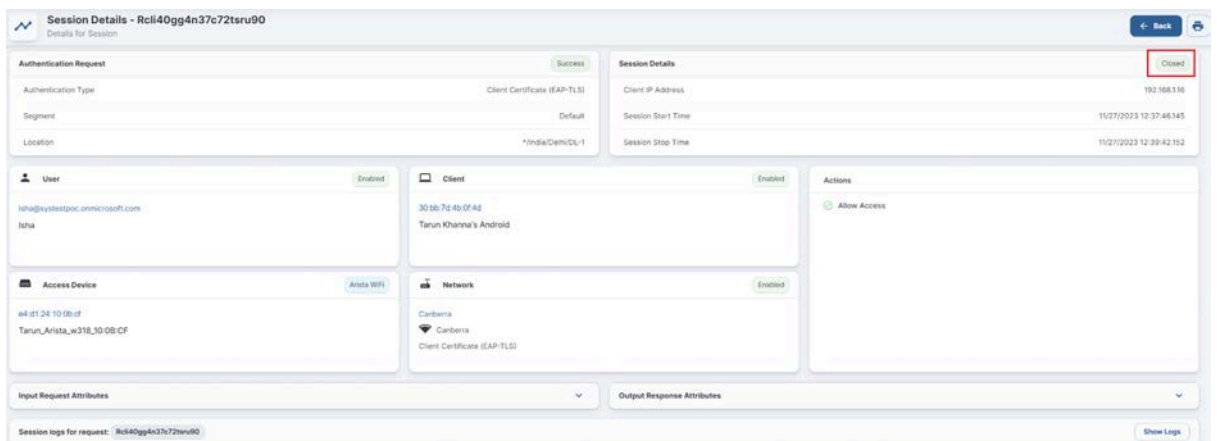 Session Details - Rcli40gg4n37c72tsru90
Details for Session
Back
Authentication Request
Success
Authentication Type
Client Certificate (EAP-TLS)
Segment
Default
Location
*/India/Delhi/DL-1
Session Details
Closed
Client IP Address
192.168.1.16
Session Start Time
11/27/2023 12:37:46.145
Session Stop Time
11/27/2023 12:39:42.152
User
Enabled
isha@systestpoc.onmicrosoft.com
Isha
Client
Enabled
30:bb:7d:4b:0f:4d
Tarun Khanna's Android
Actions
Allow Access
Access Device
Arista WiFi
e4:d1:24:10:0b:cf
Tarun_Arista_w318_10:0B:CF
Network
Enabled
Canberra
Canberra
Client Certificate (EAP-TLS)
Input Request Attributes
Output Response Attributes
Session logs for request: Rcli40gg4n37c72tsru90
Show Logs